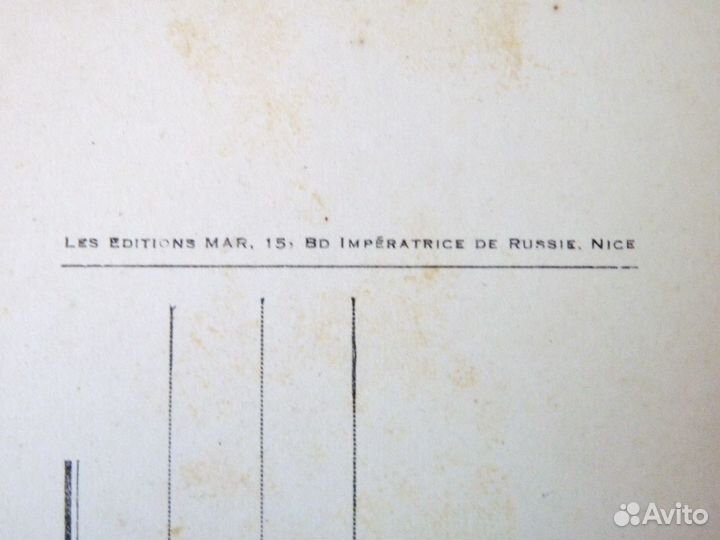 LES EDITIONS MAR, 15, BD IMPÉRATRICE DE RUSSIE. NICE
Avito